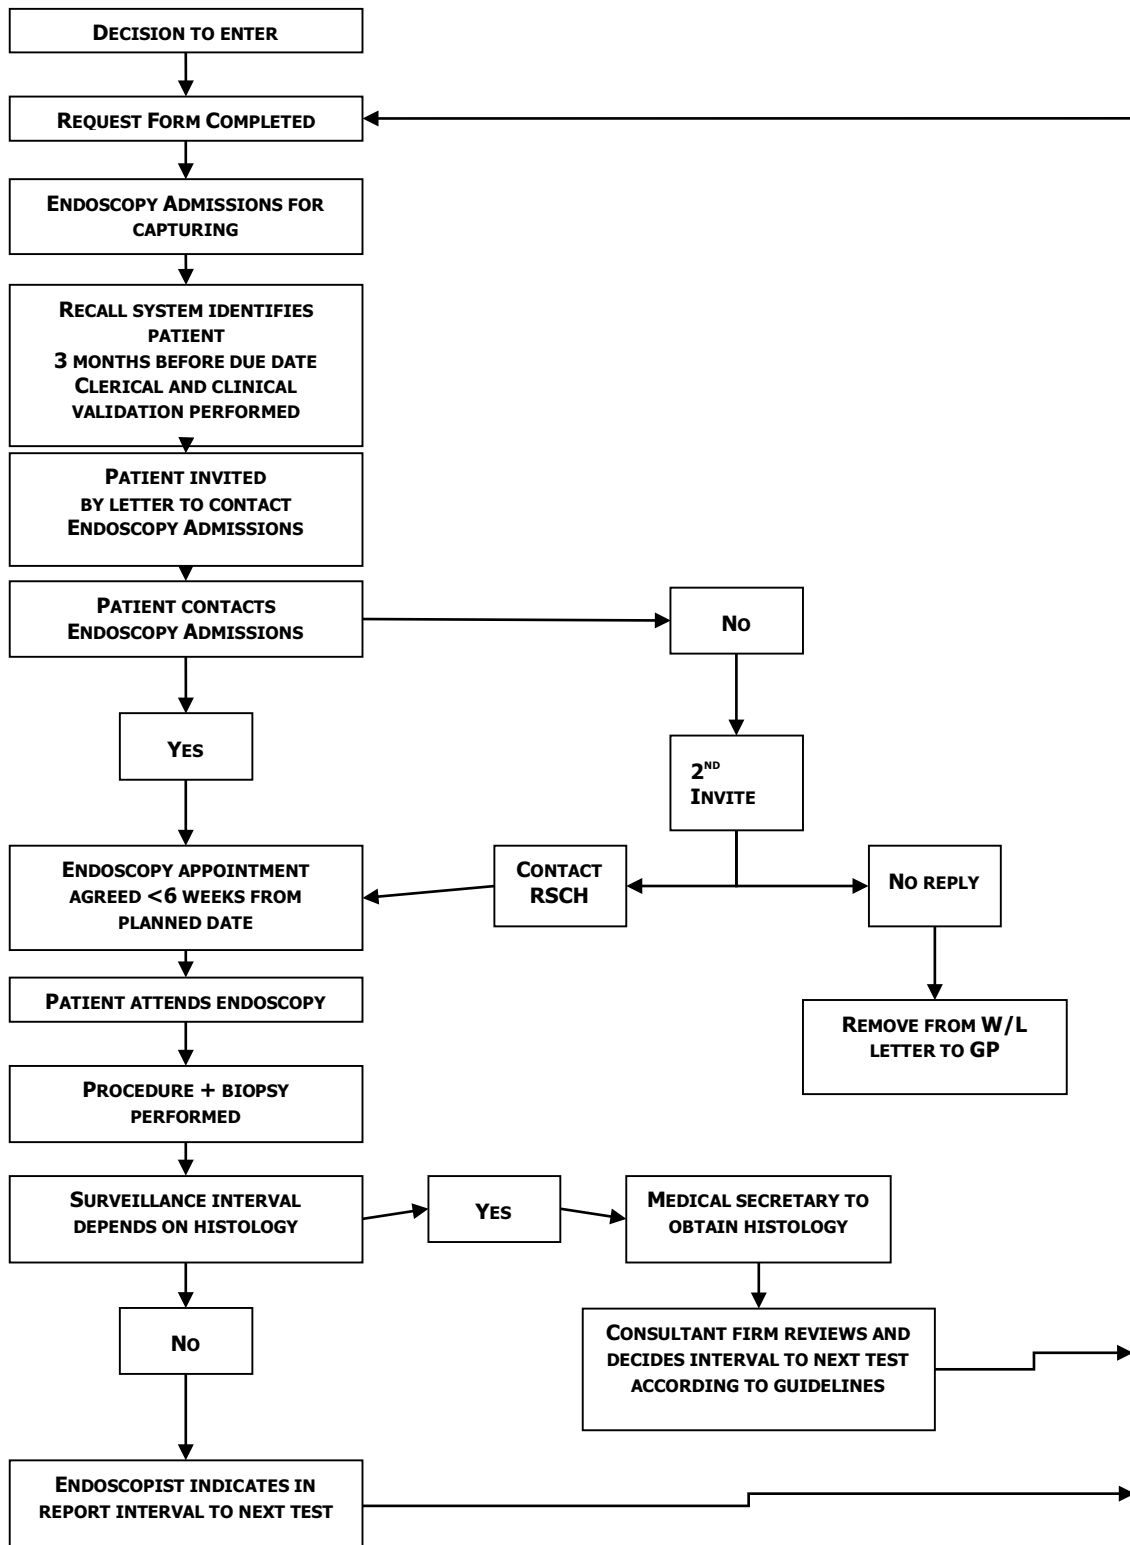 DECISION TO ENTER
REQUEST FORM COMPLETED
ENDOSCOPY ADMISSIONS FOR
CAPTURING
RECALL SYSTEM IDENTIFIES
PATIENT
3 MONTHS BEFORE DUE DATE
CLERICAL AND CLINICAL
VALIDATION PERFORMED
PATIENT INVITED
BY LETTER TO CONTACT
ENDOSCOPY ADMISSIONS
PATIENT CONTACTS
ENDOSCOPY ADMISSIONS
NO
YES
2ND
INVITE
ENDOSCOPY APPOINTMENT
AGREED <6 WEEKS FROM
PLANNED DATE
CONTACT
RSCH
NO REPLY
PATIENT ATTENDS ENDOSCOPY
REMOVE FROM W/L
LETTER TO GP
PROCEDURE + BIOPSY
PERFORMED
SURVEILLANCE INTERVAL
DEPENDS ON HISTOLOGY
YES
MEDICAL SECRETARY TO
OBTAIN HISTOLOGY
NO
CONSULTANT FIRM REVIEWS AND
DECIDES INTERVAL TO NEXT TEST
ACCORDING TO GUIDELINES
ENDOSCOPIST INDICATES IN
REPORT INTERVAL TO NEXT TEST